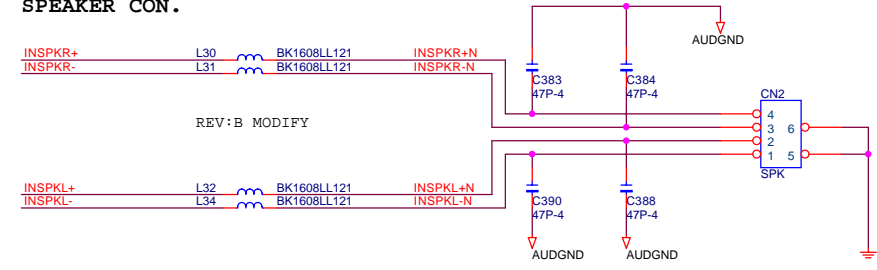 SPEAKER CON.
AUDGND
INSPKR+ L30 BK1608LL121 INSPKR+N
INSPKR- L31 BK1608LL121 INSPKR-N
C383 C384
47P-4 47P-4
CN2
4
3 6
2
1 5
SPK
REV:B MODIFY
INSPKL+ L32 BK1608LL121 INSPKL+N
INSPKL- L34 BK1608LL121 INSPKL-N
C390 C388
47P-4 47P-4
AUDGND AUDGND